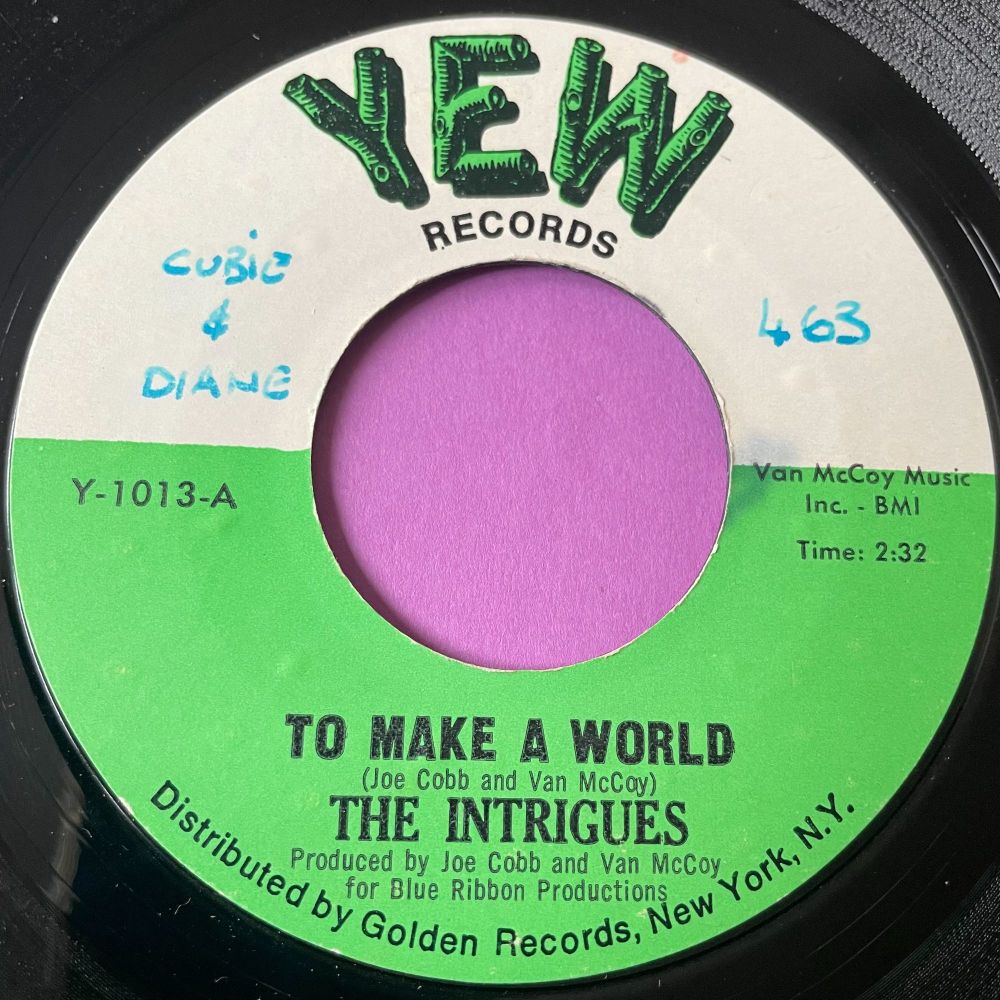 YEW
RECORDS
CUBIE
&
DIANE
463
Y-1013-A
Van McCoy Music
Inc. - BMI
Time: 2:32
TO MAKE A WORLD
(Joe Cobb and Van McCoy)
THE INTRIGUES
Produced by Joe Cobb and Van McCoy
for Blue Ribbon Productions
Distributed by Golden Records, New York, N.Y.